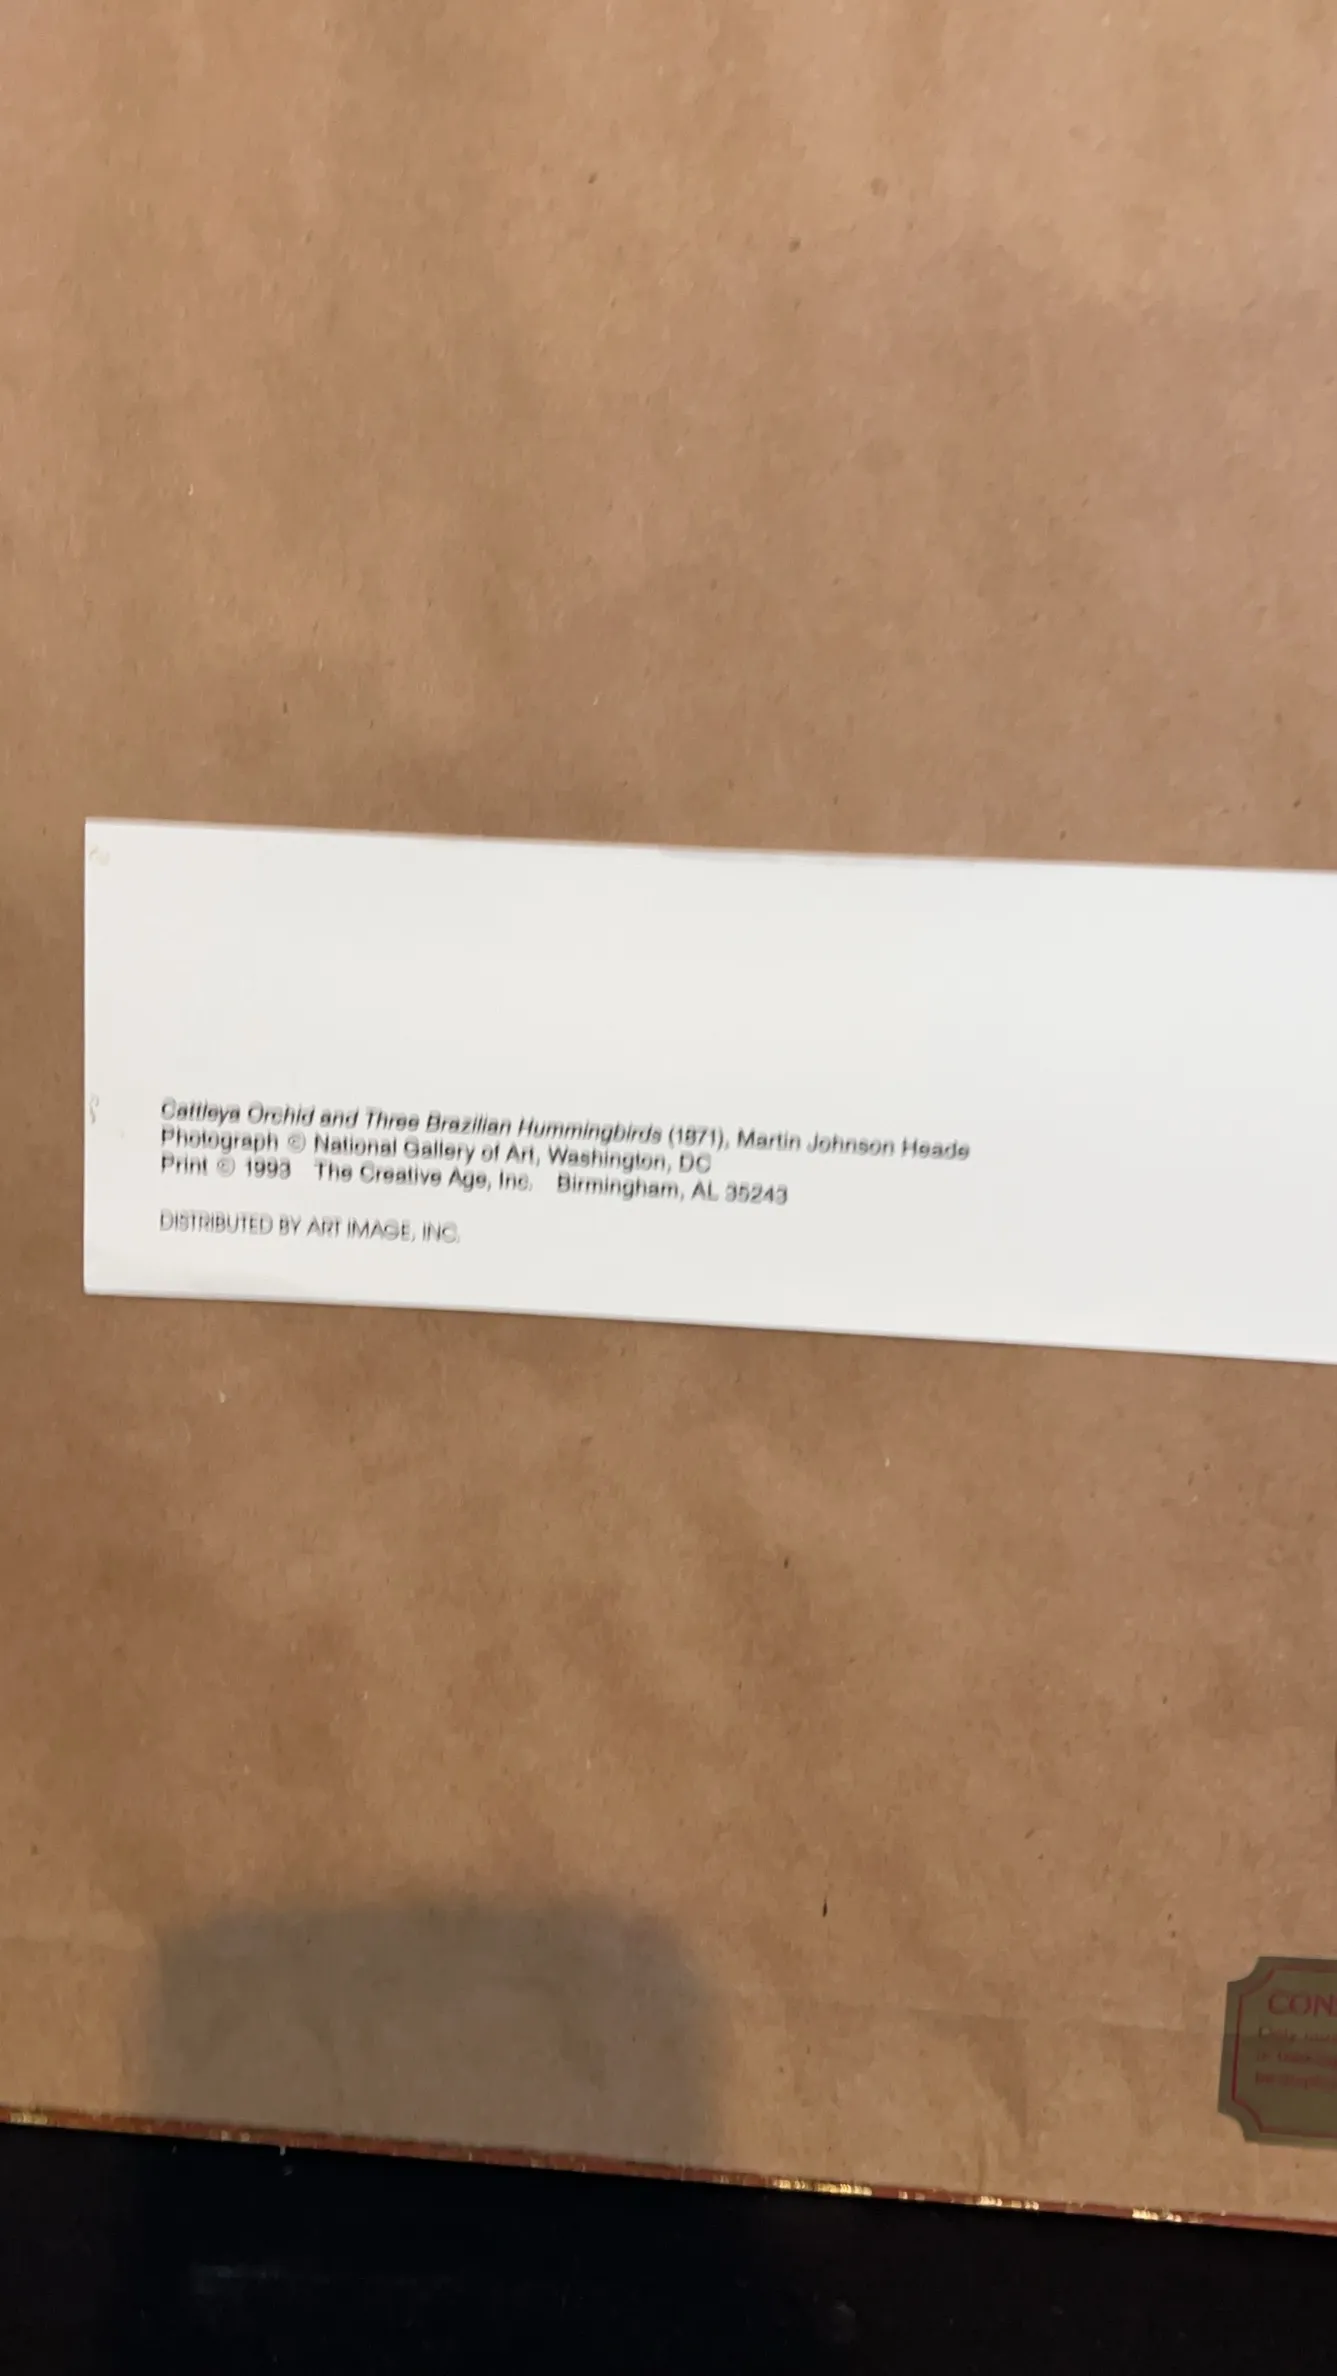 Cattleya Orchid and Three Brazilian Hummingbirds (1871), Martin Johnson Heade
Photograph © National Gallery of Art, Washington, DC
Print © 1993 The Creative Age, Inc. Birmingham, AL 35243
DISTRIBUTED BY ART IMAGE, INC.
CON